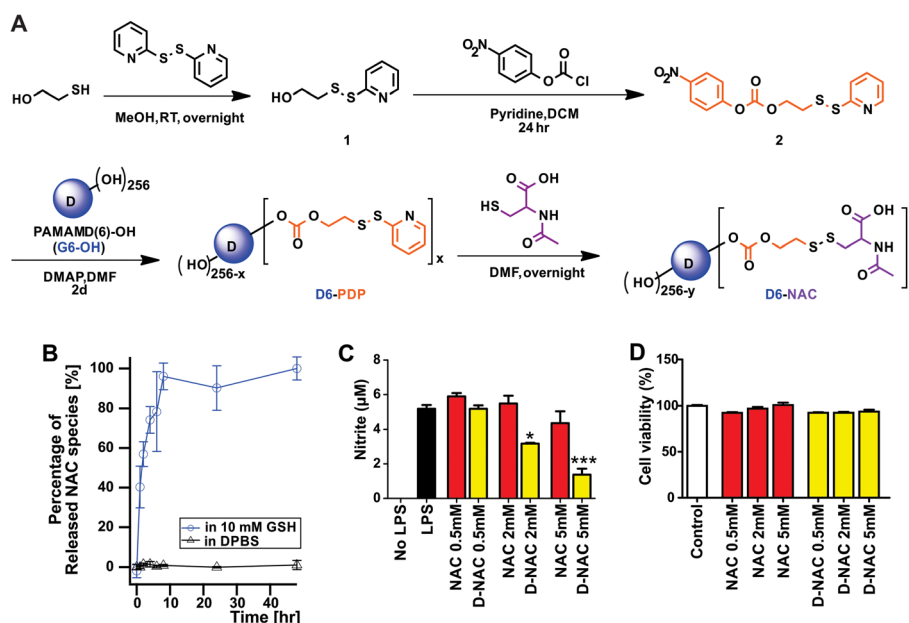 A
N
S
S
N
HO
SH
MeOH,RT, overnight
HO
S
S
N
1
NO2
O
O
Cl
Pyridine,DCM
24 hr
NO2
O
O
O
S
S
N
2
D
(OH)256
PAMAMD(6)-OH
(G6-OH)
DMAP,DMF
2d
D
(HO)256-x
O
O
O
S
S
N
x
D6-PDP
O
OH
HS
NH
O
DMF, overnight
D
(HO)256-y
O
O
O
S
S
O
OH
NH
O
y
D6-NAC
B
Percentage of
Released NAC species [%]
100
80
60
40
20
0
in 10 mM GSH
in DPBS
0
10
20
30
40
Time [hr]
C
Nitrite (µM)
8
6
4
2
0
*
***
No LPS
LPS
NAC 0.5mM
D-NAC 0.5mM
NAC 2mM
D-NAC 2mM
NAC 5mM
D-NAC 5mM
D
Cell viability (%)
150
100
50
0
Control
NAC 0.5mM
NAC 2mM
NAC 5mM
D-NAC 0.5mM
D-NAC 2mM
D-NAC 5mM